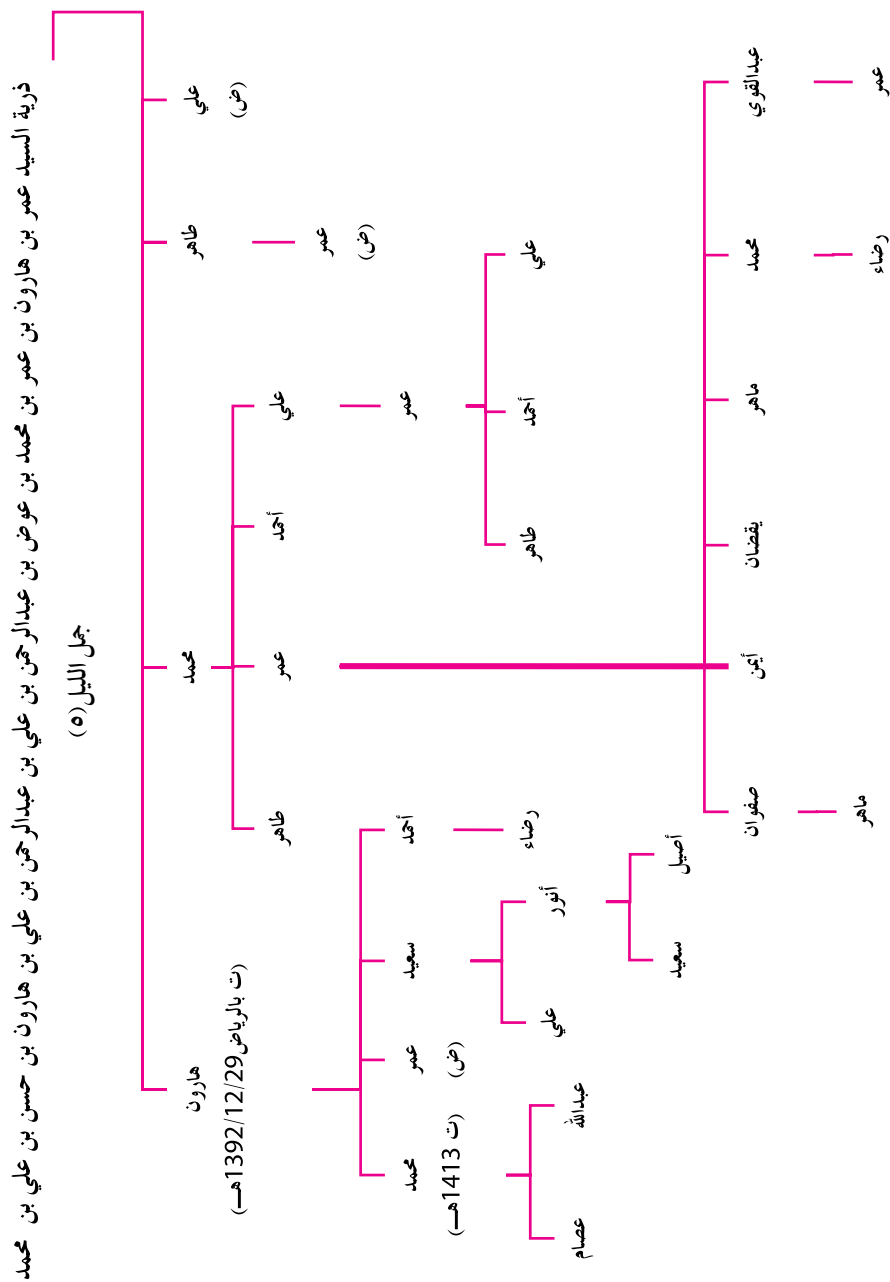 ذرية السيد عمر بن هارون بن عمر بن محمد بن عوض بن عبدالرحمن بن علي بن عبدالرحمن بن علي بن هارون بن حسن بن علي بن محمد
جمل الليل (٥)
علي
(ض)
طاهر
محمد
هارون
(ت بالرياض 1392/12/29هـ)
عمر
(ض)
علي
أحمد
عمر
طاهر
عمر
أحمد
سعيد
عمر
(ض)
محمد
(ت 1413هـ)
علي
أحمد
طاهر
رضاء
أنور
علي
عبدالله
عصام
أصيل
سعيد
عبدالقوي
محمد
ماهر
يقضان
أيمن
صفوان
عمر
رضاء
ماهر